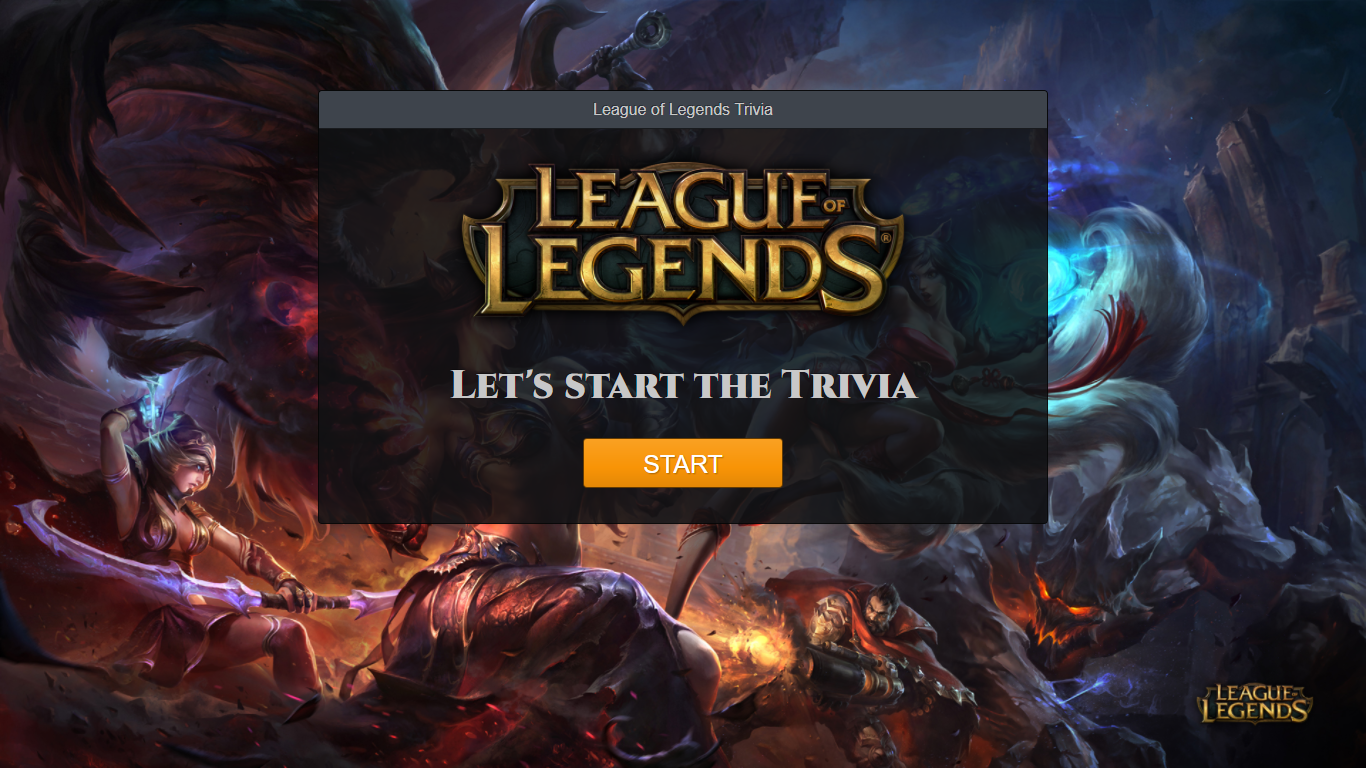 League of Legends Trivia
LEAGUE OF
LEGENDS®
LET'S START THE TRIVIA
START
LEAGUE OF
LEGENDS